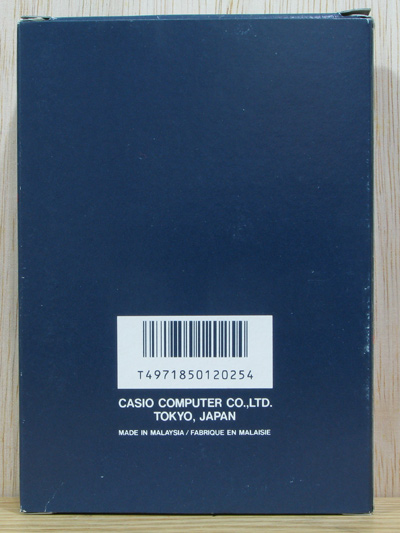 T4971850120254
CASIO COMPUTER CO.,LTD.
TOKYO, JAPAN
MADE IN MALAYSIA / FABRIQUE EN MALAISIE